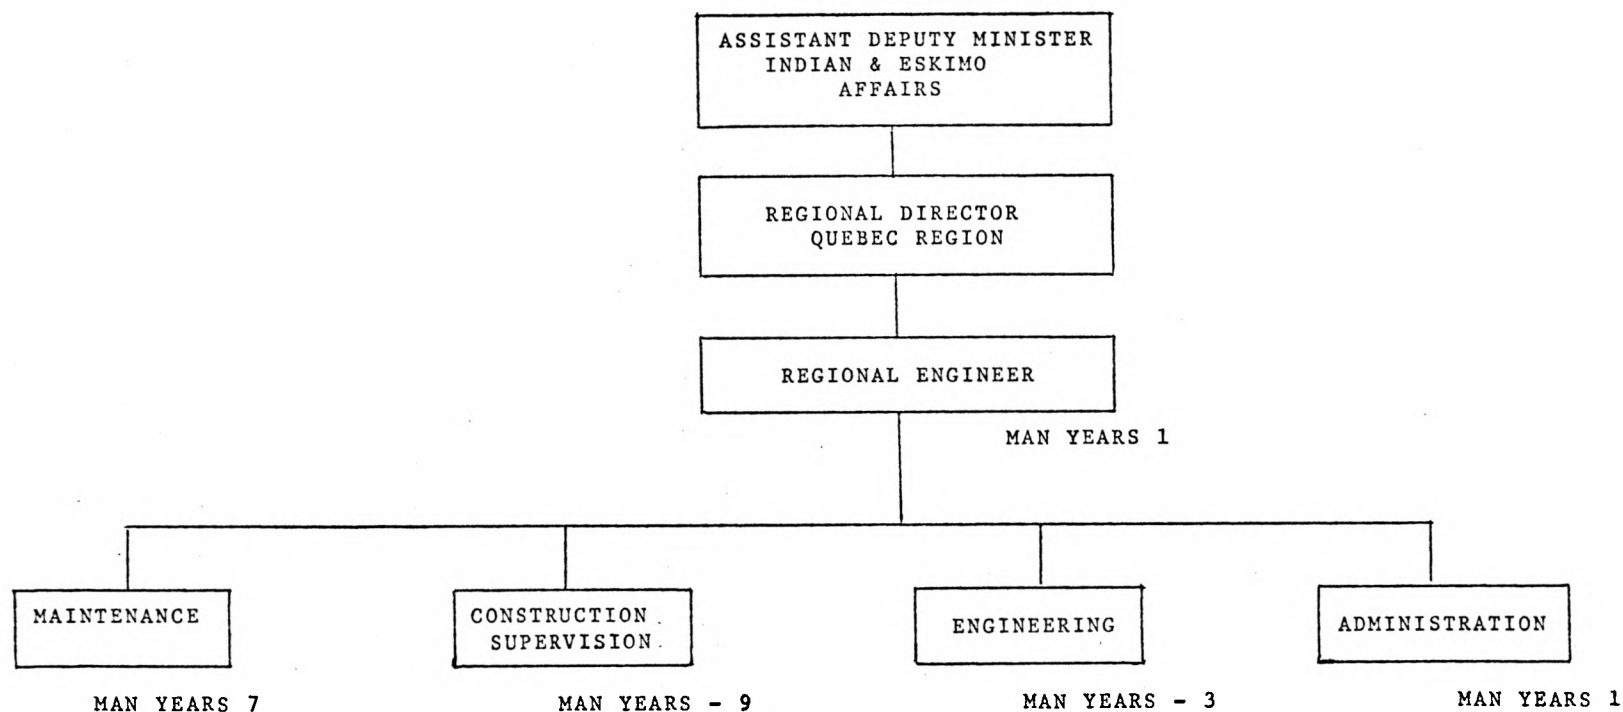 ASSISTANT DEPUTY MINISTER
INDIAN & ESKIMO
AFFAIRS
REGIONAL DIRECTOR
QUEBEC REGION
REGIONAL ENGINEER
MAN YEARS 1
MAINTENANCE
MAN YEARS 7
CONSTRUCTION
SUPERVISION
MAN YEARS - 9
ENGINEERING
MAN YEARS - 3
ADMINISTRATION
MAN YEARS 1